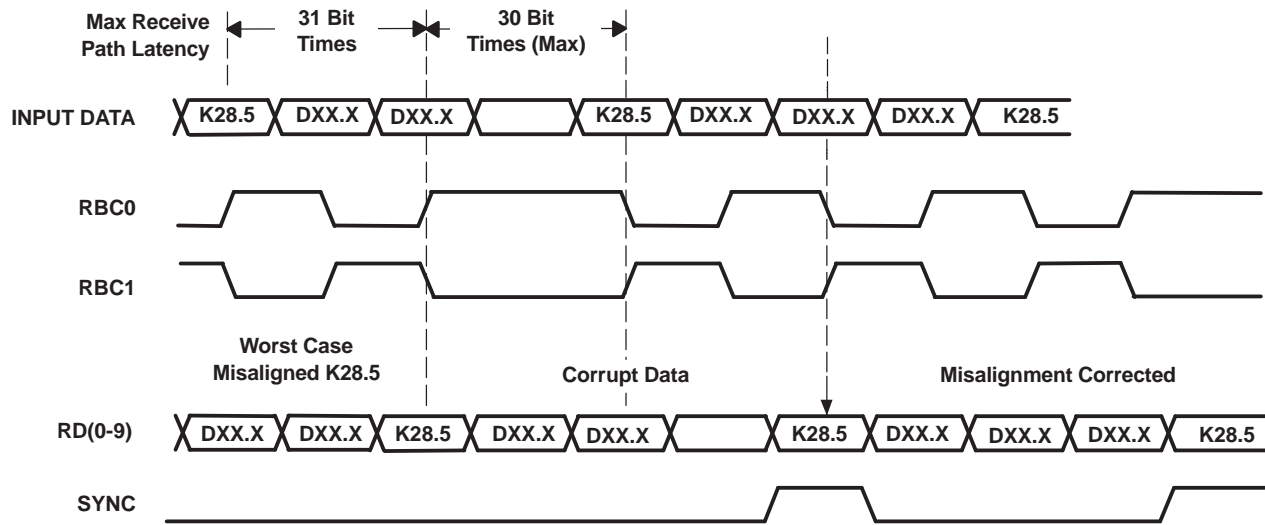 Max Receive
Path Latency
31 Bit
Times
30 Bit
Times (Max)
INPUT DATA
K28.5 DXX.X DXX.X K28.5 DXX.X DXX.X DXX.X K28.5
RBC0
RBC1
Worst Case
Misaligned K28.5
Corrupt Data
Misalignment Corrected
RD(0-9)
DXX.X DXX.X K28.5 DXX.X DXX.X K28.5 DXX.X DXX.X DXX.X K28.5
SYNC